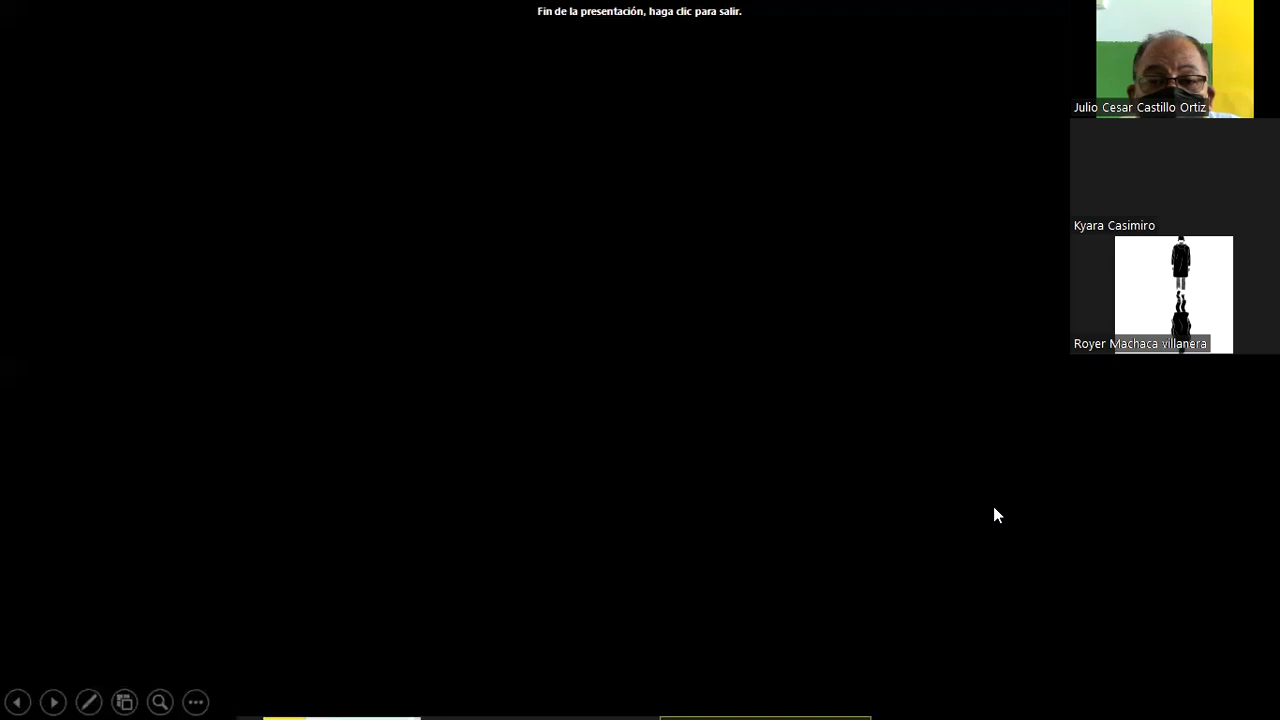 Fin de la presentación, haga clic para salir.
Julio Cesar Castillo Ortiz
Kyara Casimiro
Royer Machaca villanera